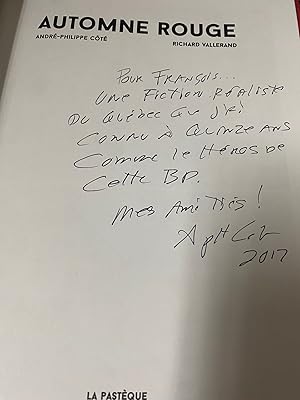 AUTOMNE ROUGE
ANDRÉ-PHILIPPE CÔTÉ
RICHARD VALLERAND
Pour François...
une fiction réaliste
du Québec que j'ai
connu à quinze ans
comme le héros de
cette BD.
Mes Amitiés !
2017
LA PASTÈQUE